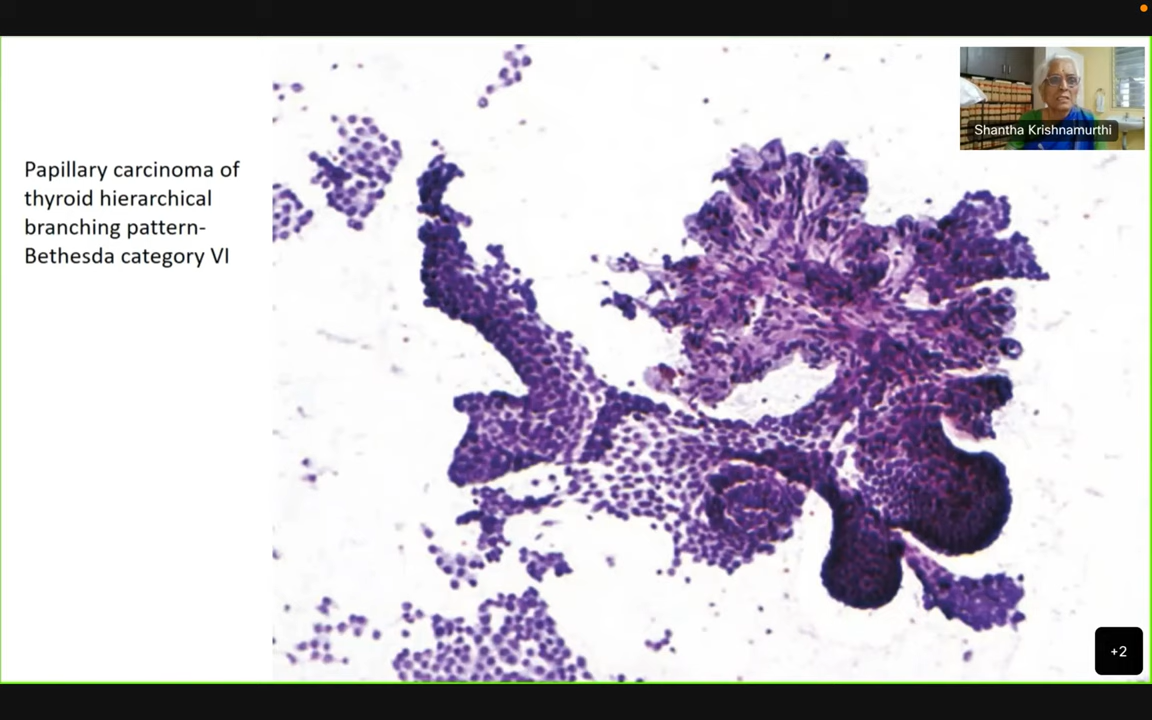 Papillary carcinoma of
thyroid hierarchical
branching pattern-
Bethesda category VI
Shantha Krishnamurthi
+2